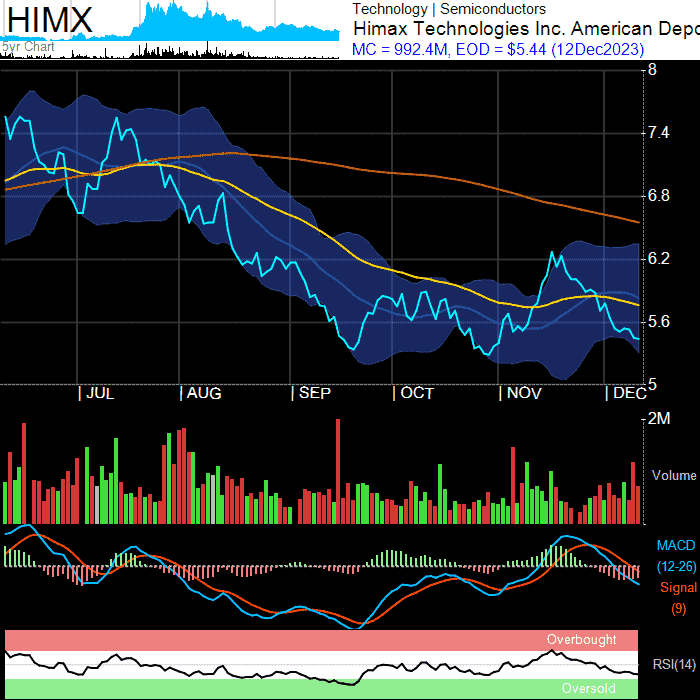 HIMX
5yr Chart
Technology | Semiconductors
Himax Technologies Inc. American Depo
MC = 992.4M, EOD = $5.44 (12Dec2023)
8
7.4
6.8
6.2
5.6
5
JUL AUG SEP OCT NOV DEC
2M
Volume
MACD
(12-26)
Signal
(9)
Overbought
RSI(14)
Oversold